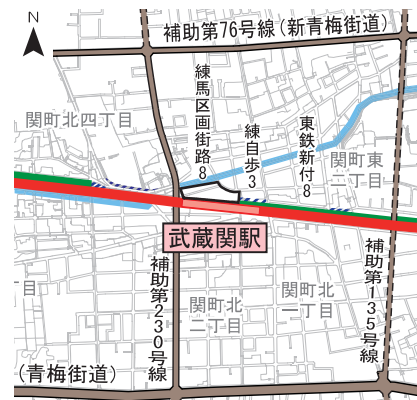 N
補助第76号線(新青梅街道)
関町北四丁目
練馬区画街路8
練自歩3
東鉄新付8
関町東
二丁目
武蔵関駅
補助第230号線
関町北
二丁目
関町北
一丁目
補助第135号線
丁目
(青梅街道)